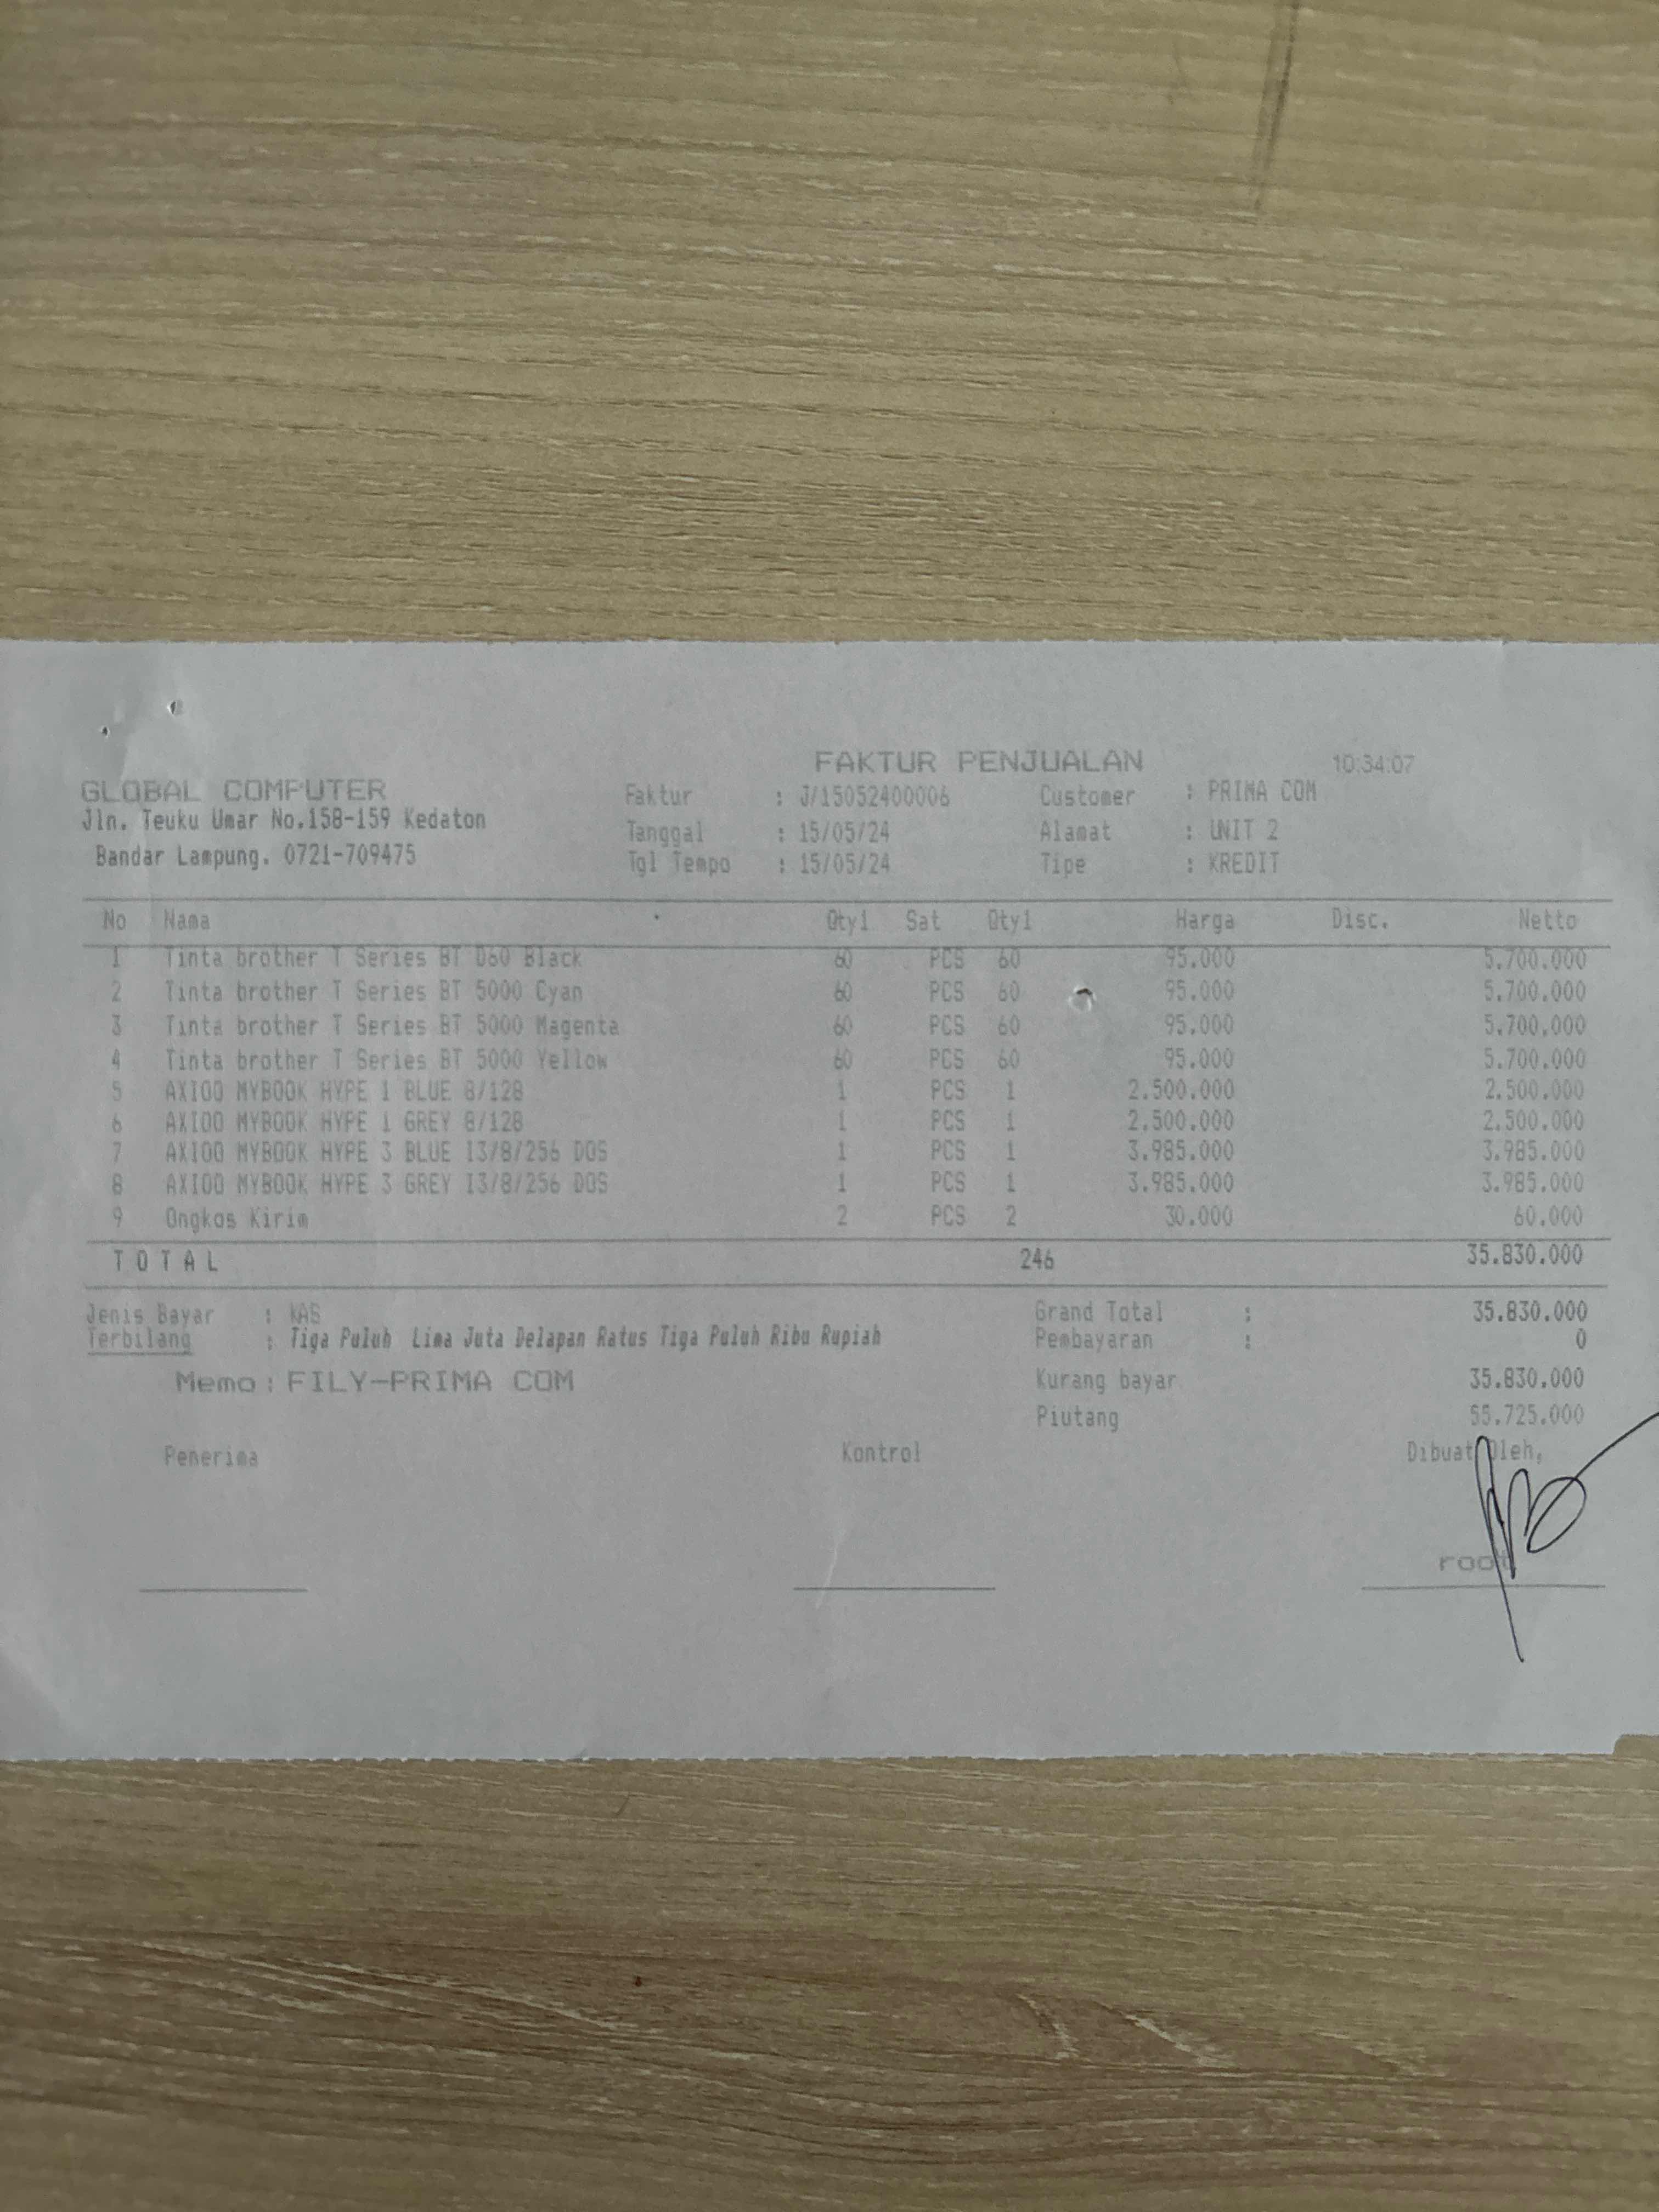 FAKTUR PENJUALAN 10:34:07
GLOBAL COMPUTER Faktur : J/15052400006 Customer : PRIMA COM
Jln. Teuku Umar No.158-159 Kedaton Tanggal : 15/05/24 Alamat : UNIT 2
Bandar Lampung. 0721-709475 Tgl Tempo : 15/05/24 Tipe : KREDIT
No Nama Qty1 Sat Qty1 Harga Disc. Netto
1 Tinta brother T Series BT D60 Black 60 PCS 60 95.000 5.700.000
2 Tinta brother T Series BT 5000 Cyan 60 PCS 60 95.000 5.700.000
3 Tinta brother T Series BT 5000 Magenta 60 PCS 60 95.000 5.700.000
4 Tinta brother T Series BT 5000 Yellow 60 PCS 60 95.000 5.700.000
5 AXIOO MYBOOK HYPE 1 BLUE 8/128 1 PCS 1 2.500.000 2.500.000
6 AXIOO MYBOOK HYPE 1 GREY 8/128 1 PCS 1 2.500.000 2.500.000
7 AXIOO MYBOOK HYPE 3 BLUE I3/8/256 DOS 1 PCS 1 3.985.000 3.985.000
8 AXIOO MYBOOK HYPE 3 GREY I3/8/256 DOS 1 PCS 1 3.985.000 3.985.000
9 Ongkos Kirim 2 PCS 2 30.000 60.000
T O T A L 246 35.830.000
Jenis Bayar : KAS Grand Total : 35.830.000
Terbilang : Tiga Puluh Lima Juta Delapan Ratus Tiga Puluh Ribu Rupiah Pembayaran : 0
Memo : FILY-PRIMA COM Kurang bayar 35.830.000
Piutang 55.725.000
Penerima Kontrol Dibuat Oleh,
root